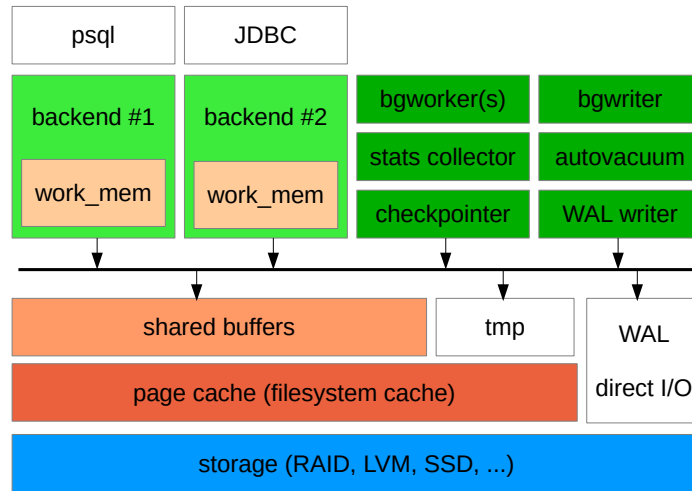 psql
JDBC
backend #1
backend #2
bgworker(s)
bgwriter
stats collector
autovacuum
work_mem
work_mem
checkpointer
WAL writer
shared buffers
tmp
WAL
page cache (filesystem cache)
direct I/O
storage (RAID, LVM, SSD, ...)